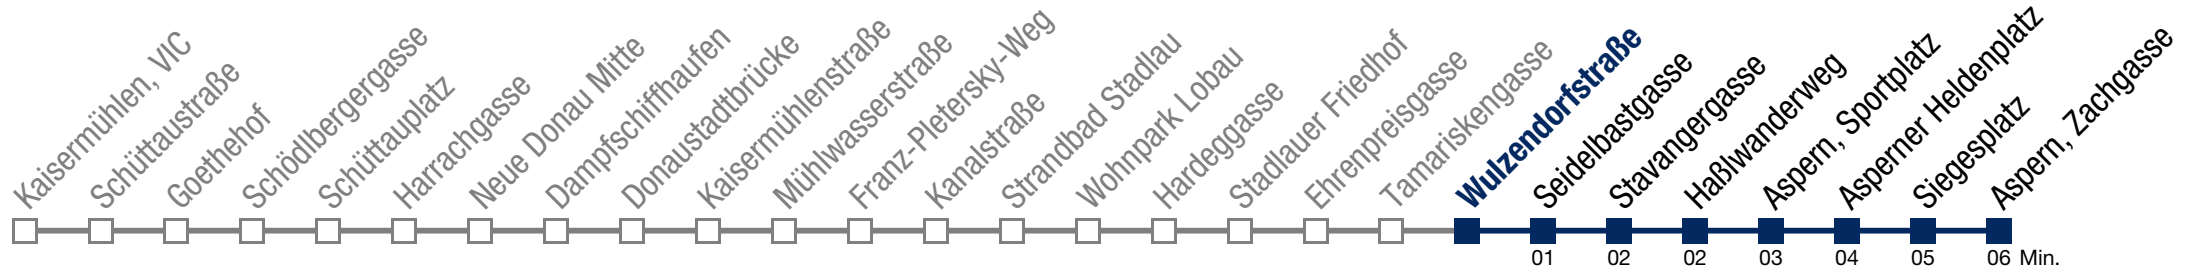 Kaisermühlen, VIC
Schüttaustraße
Goethehof
Schödlbergergasse
Schüttauplatz
Harrachgasse
Neue Donau Mitte
Dampfschiffhaufen
Donaustadtbrücke
Kaisermühlenstraße
Mühlwasserstraße
Franz-Pletersky-Weg
Kanalstraße
Strandbad Stadlau
Wohnpark Lobau
Hardeggasse
Stadlauer Friedhof
Ehrenpreisgasse
Tamariskengasse
Wulzendorfstraße
Seidelbastgasse
Stavangergasse
Haßlwanderweg
Aspern, Sportplatz
Asperner Heldenplatz
Siegesplatz
Aspern, Zachgasse
01 02 02 03 04 05 06 Min.